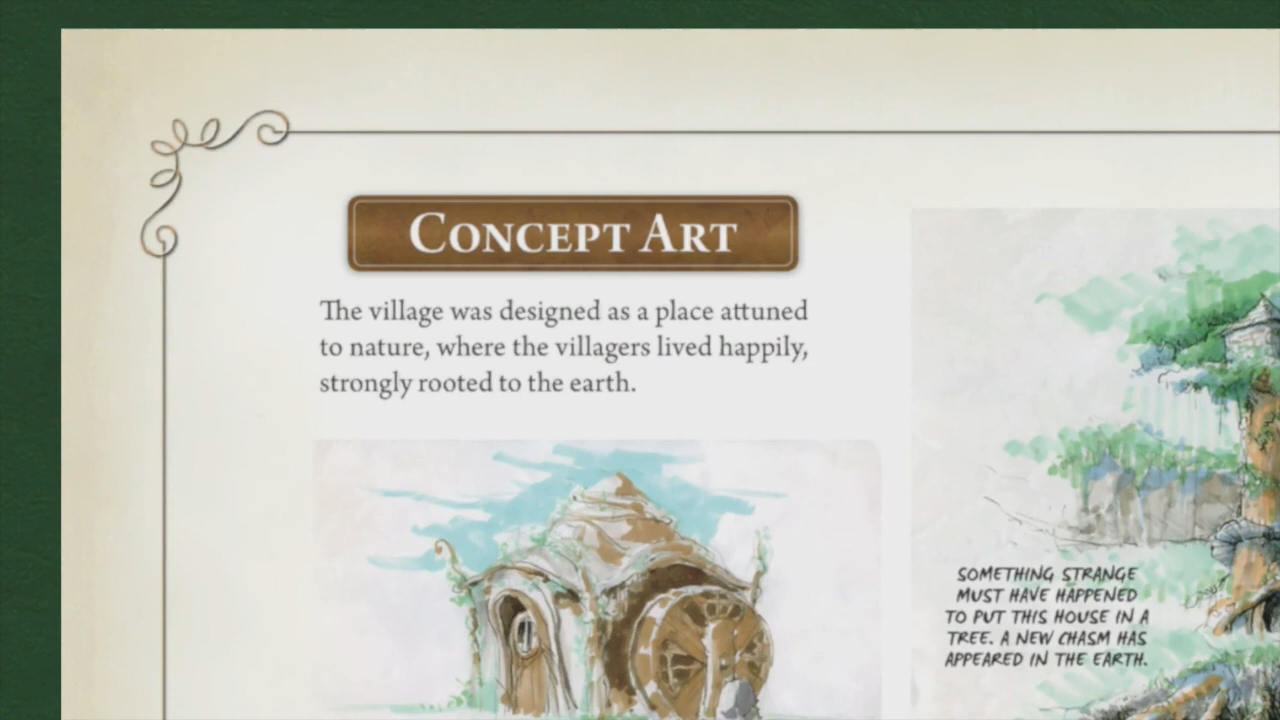 CONCEPT ART
The village was designed as a place attuned
to nature, where the villagers lived happily,
strongly rooted to the earth.
SOMETHING STRANGE
MUST HAVE HAPPENED
TO PUT THIS HOUSE IN A
TREE. A NEW CHASM HAS
APPEARED IN THE EARTH.